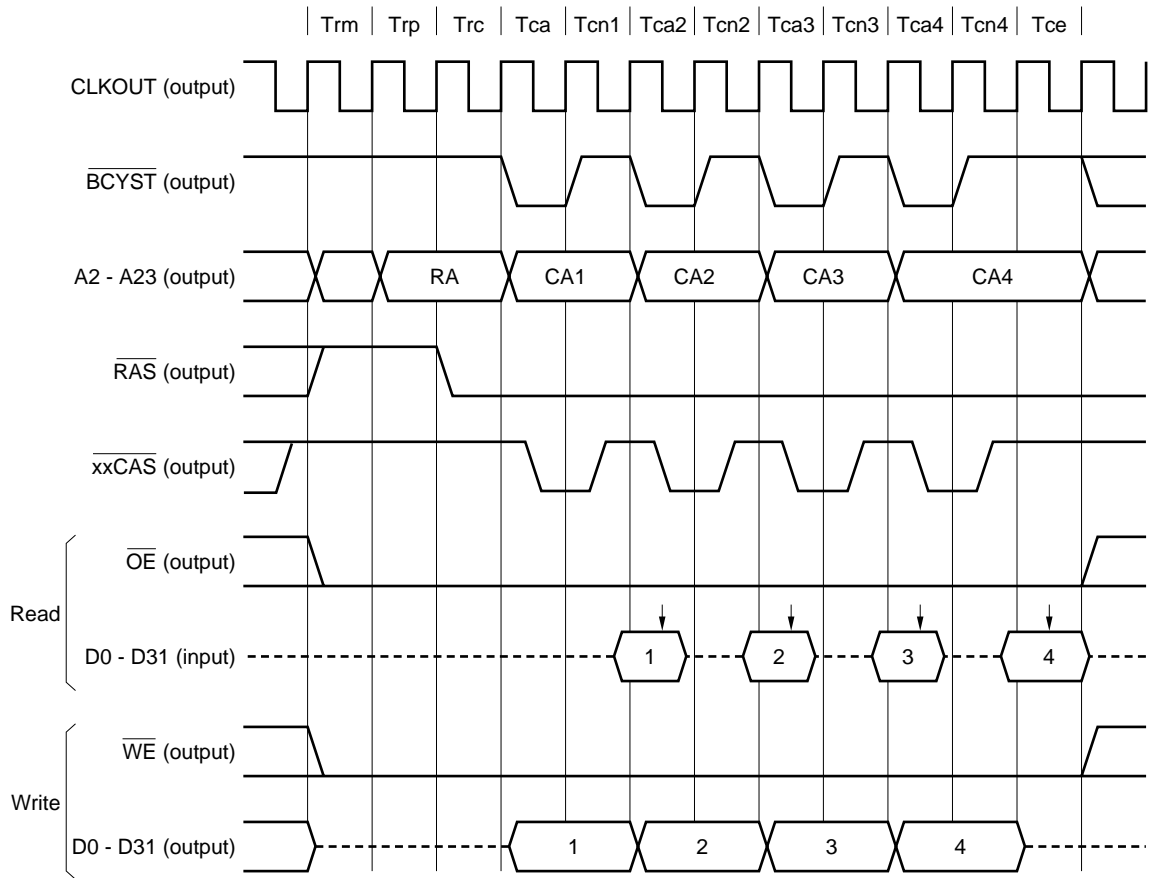 Trm Trp Trc Tca Tcn1 Tca2 Tcn2 Tca3 Tcn3 Tca4 Tcn4 Tce
CLKOUT (output)
BCYST (output)
A2 - A23 (output) RA CA1 CA2 CA3 CA4
RAS (output)
xxCAS (output)
OE (output)
Read
D0 - D31 (input) 1 2 3 4
WE (output)
Write
D0 - D31 (output) 1 2 3 4